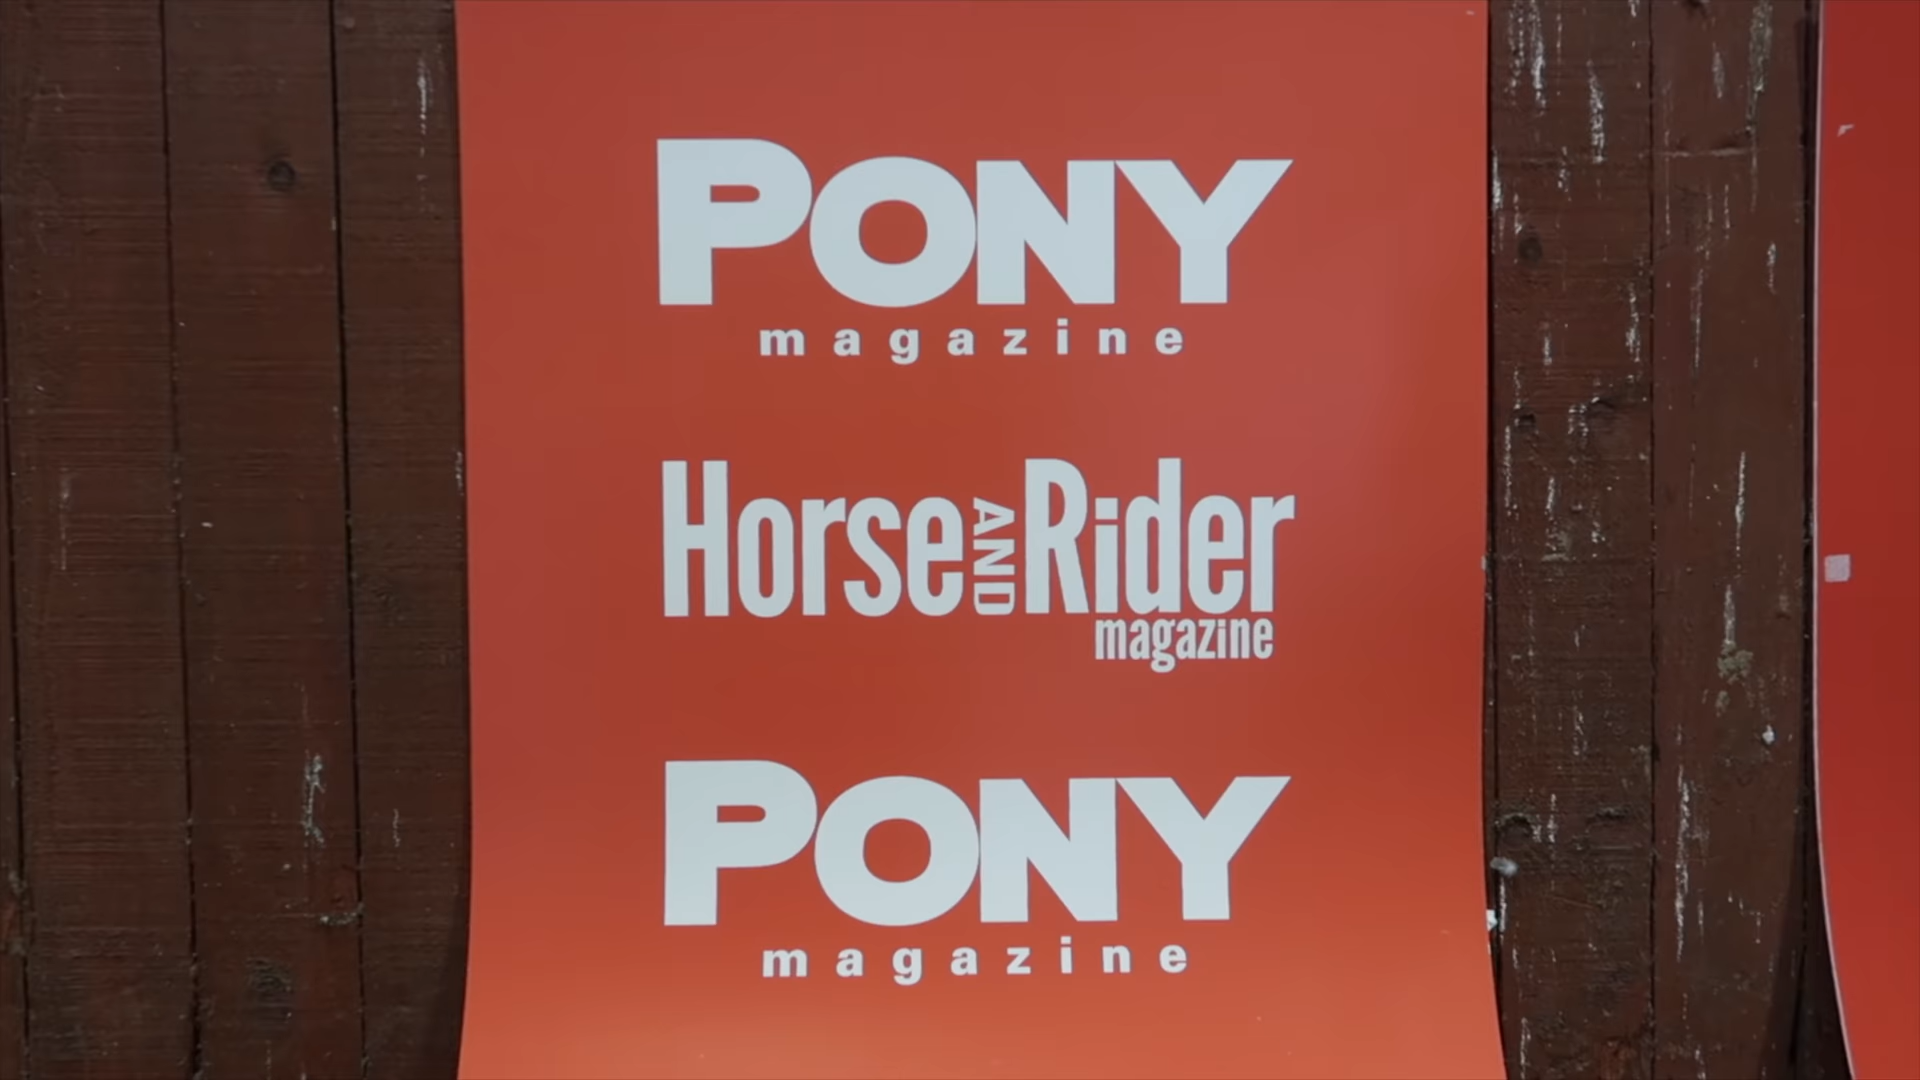 PONY
magazine
Horse AND Rider
magazine
PONY
magazine